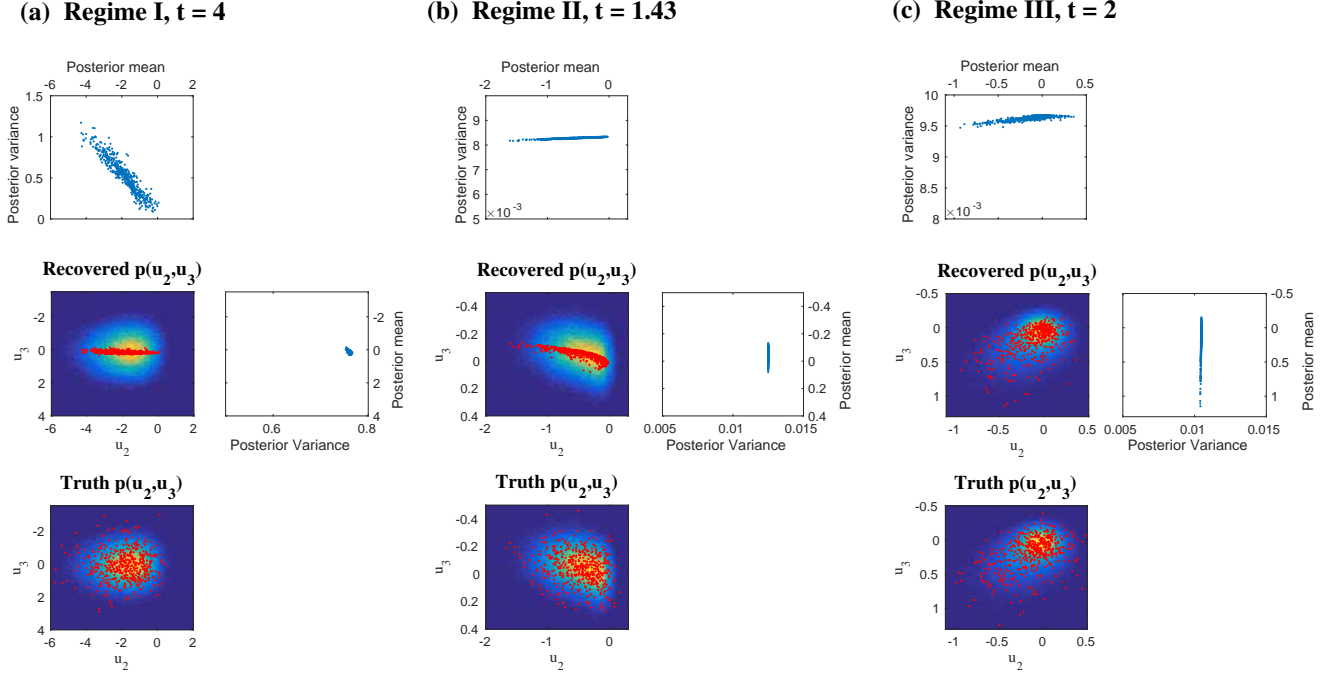 (a) Regime I, t = 4
(b) Regime II, t = 1.43
(c) Regime III, t = 2
Posterior mean
-6 -4 -2 0 2
1.5
1
0.5
0
Posterior variance
Posterior mean
-2 -1 0
9
8
7
6
5
×10⁻³
Posterior variance
Posterior mean
-1 -0.5 0 0.5
10
9.5
9
8.5
8
×10⁻³
Posterior variance
Recovered p(u₂,u₃)
-2
0
2
4
u₃
-6 -4 -2 0 2
u₂
-2
0
2
4
Posterior mean
0.6 0.8
Posterior Variance
Recovered p(u₂,u₃)
-0.4
-0.2
0
0.2
0.4
u₃
-2 -1 0
u₂
-0.4
-0.2
0
0.2
0.4
Posterior mean
0.005 0.01 0.015
Posterior Variance
Recovered p(u₂,u₃)
-0.5
0
0.5
1
u₃
-1 -0.5 0 0.5
u₂
-0.5
0
0.5
1
Posterior mean
0.005 0.01 0.015
Posterior Variance
Truth p(u₂,u₃)
-2
0
2
4
u₃
-6 -4 -2 0 2
u₂
Truth p(u₂,u₃)
-0.4
-0.2
0
0.2
0.4
u₃
-2 -1 0
u₂
Truth p(u₂,u₃)
-0.5
0
0.5
1
u₃
-1 -0.5 0 0.5
u₂